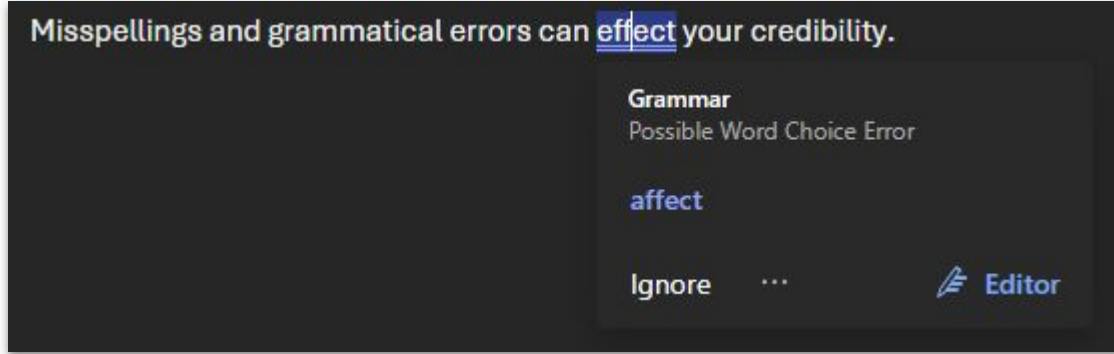 Misspellings and grammatical errors can effect your credibility.
Grammar
Possible Word Choice Error
affect
Ignore ··· Editor